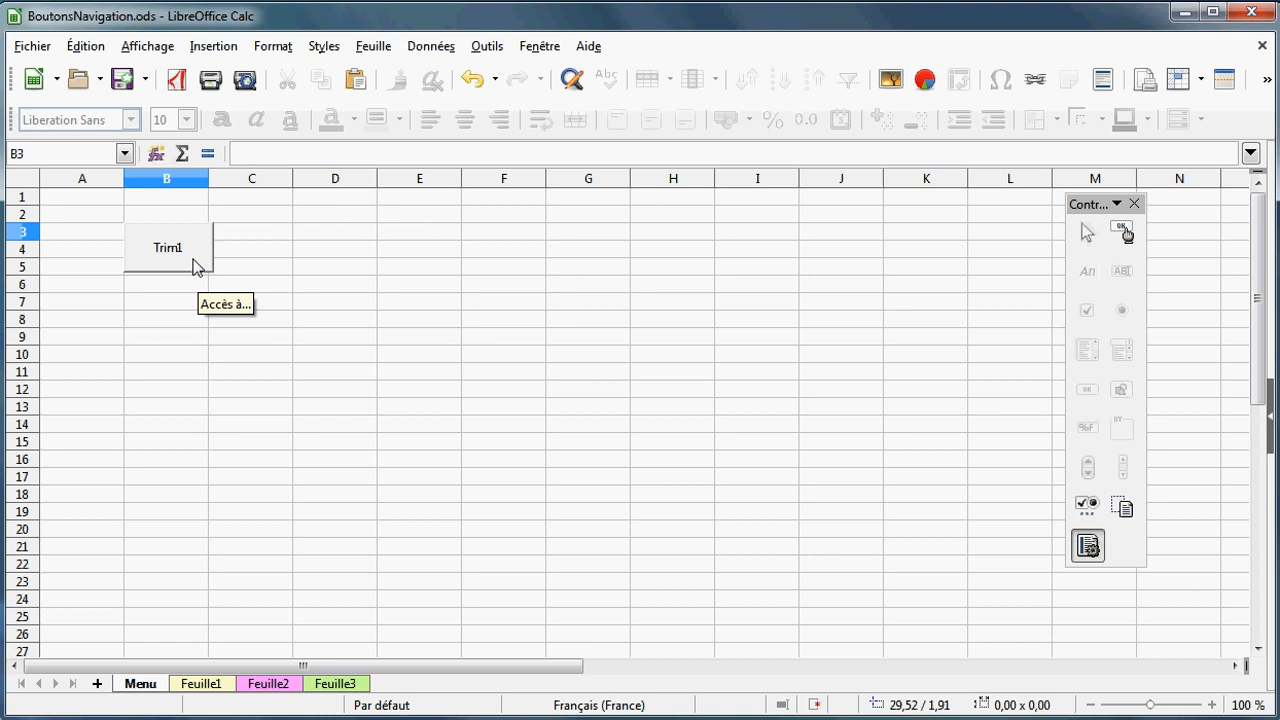 BoutonsNavigation.ods - LibreOffice Calc
Fichier Édition Affichage Insertion Format Styles Feuille Données Outils Fenêtre Aide
Liberation Sans 10
B3
A B C D E F G H I J K L M N
1
2
3
4
5
6
7
8
9
10
11
12
13
14
15
16
17
18
19
20
21
22
23
24
25
26
27
Trim1
Accès à...
Contr...
Menu Feuille1 Feuille2 Feuille3
Par défaut Français (France) 29,52 / 1,91 0,00 x 0,00 100 %